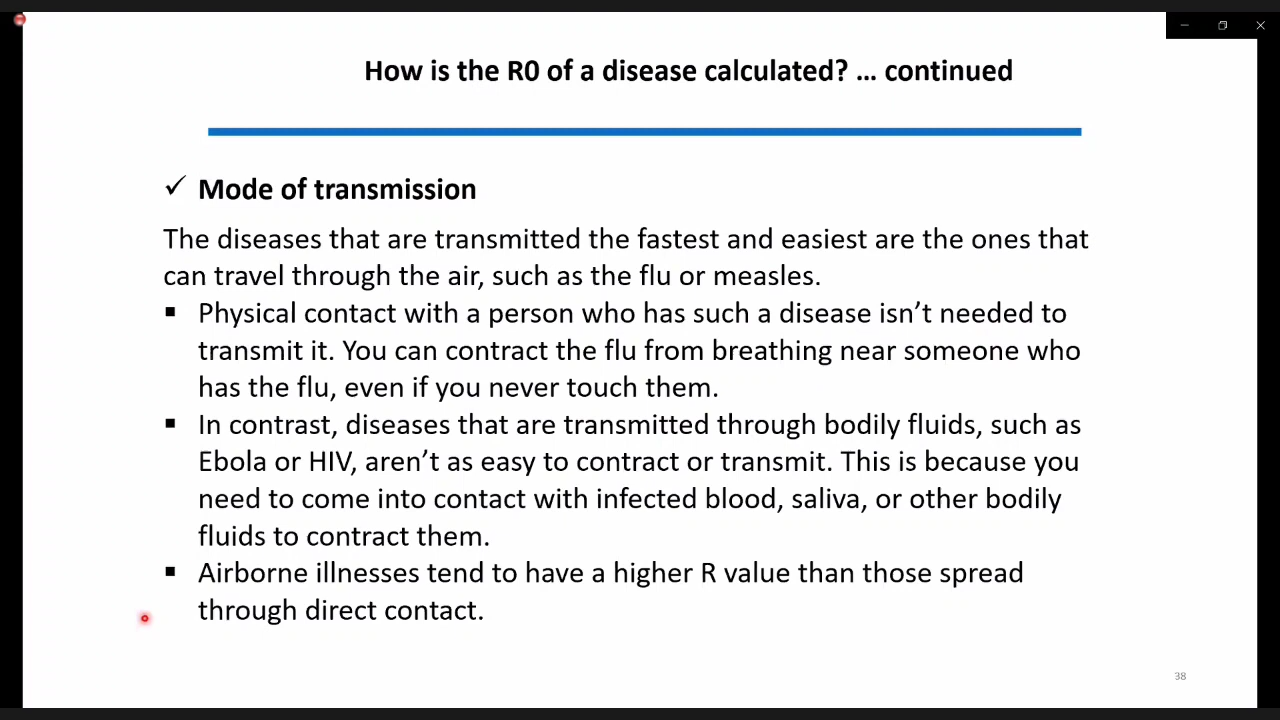 How is the R0 of a disease calculated? … continued
✓ Mode of transmission
The diseases that are transmitted the fastest and easiest are the ones that
can travel through the air, such as the flu or measles.
▪ Physical contact with a person who has such a disease isn’t needed to
transmit it. You can contract the flu from breathing near someone who
has the flu, even if you never touch them.
▪ In contrast, diseases that are transmitted through bodily fluids, such as
Ebola or HIV, aren’t as easy to contract or transmit. This is because you
need to come into contact with infected blood, saliva, or other bodily
fluids to contract them.
▪ Airborne illnesses tend to have a higher R value than those spread
through direct contact.
38